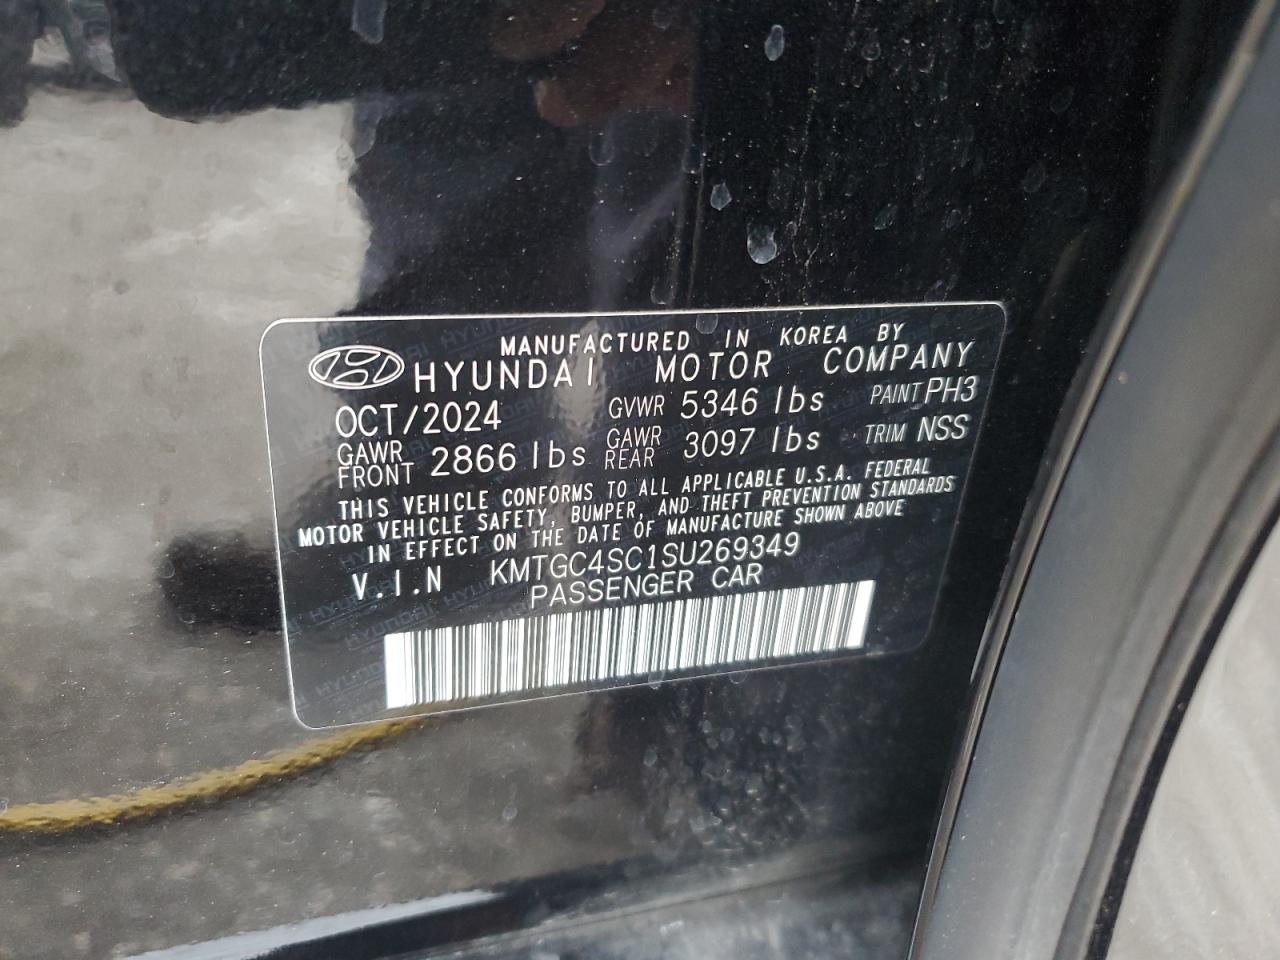 MANUFACTURED IN KOREA BY
HYUNDAI MOTOR COMPANY
OCT/2024 GVWR 5346 lbs PAINT PH3
GAWR FRONT 2866 lbs GAWR REAR 3097 lbs TRIM NSS
THIS VEHICLE CONFORMS TO ALL APPLICABLE U.S.A. FEDERAL
MOTOR VEHICLE SAFETY, BUMPER, AND THEFT PREVENTION STANDARDS
IN EFFECT ON THE DATE OF MANUFACTURE SHOWN ABOVE
V.I.N KMTGC4SC1SU269349
PASSENGER CAR